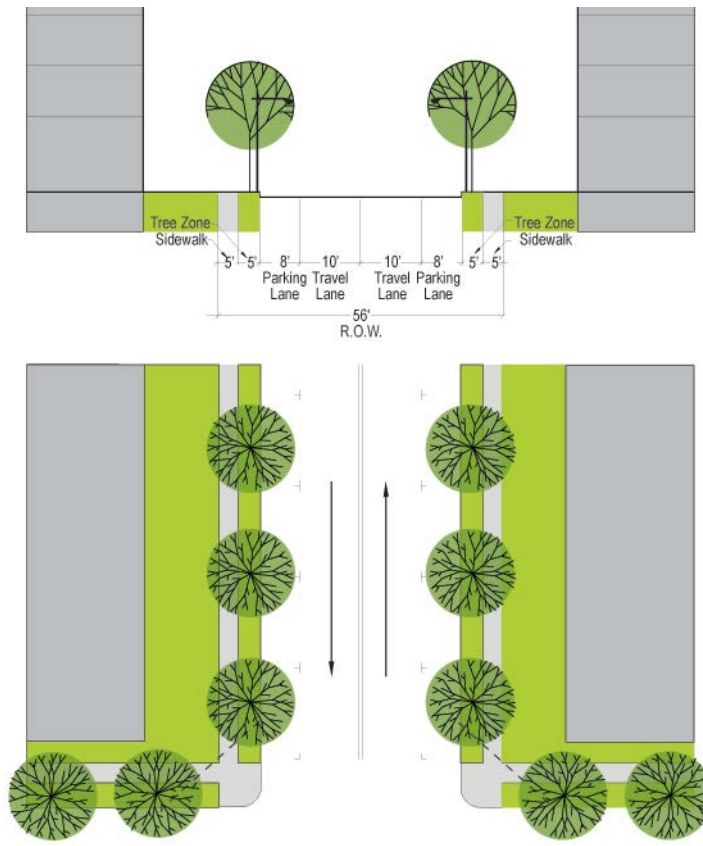 Tree Zone Tree Zone
Sidewalk Sidewalk
5' 5' 8' 10' 10' 8' 5' 5'
Parking Travel Travel Parking
Lane Lane Lane Lane
56'
R.O.W.